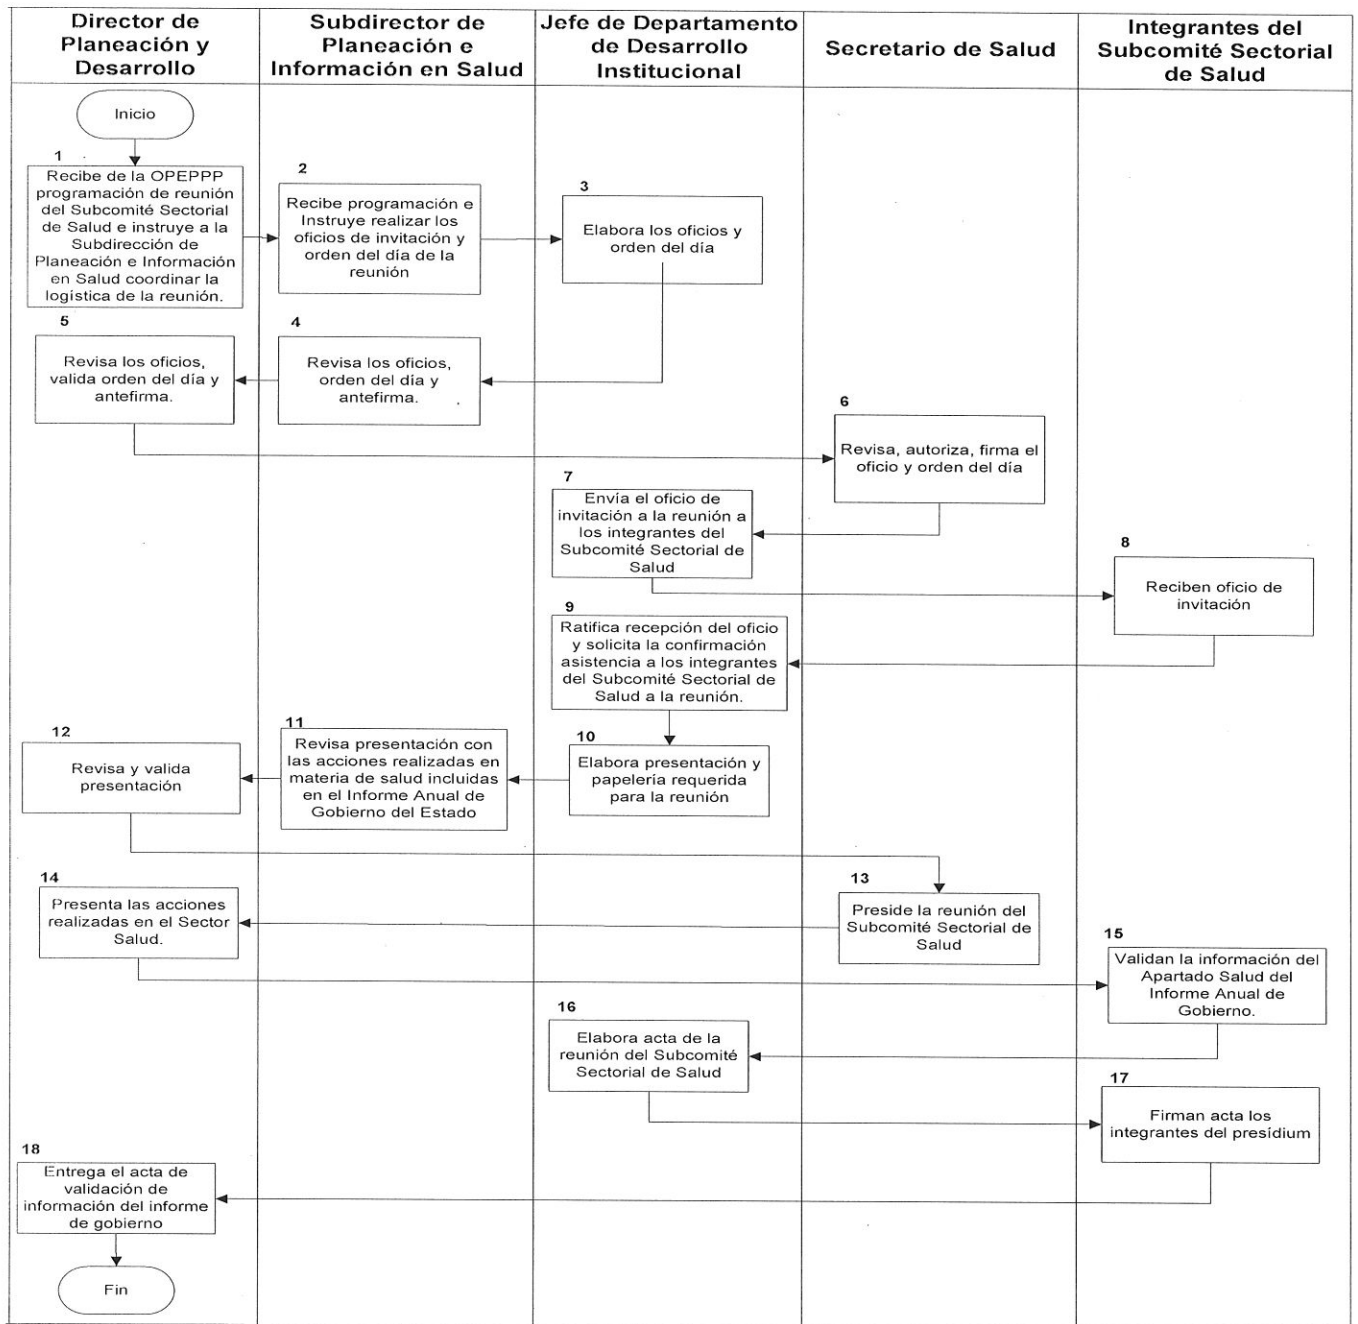 Director de
Planeación y
Desarrollo
Subdirector de
Planeación e
Información en Salud
Jefe de Departamento
de Desarrollo
Institucional
Secretario de Salud
Integrantes del
Subcomité Sectorial
de Salud
Inicio
1
Recibe de la OPEPPP
programación de reunión
del Subcomité Sectorial
de Salud e instruye a la
Subdirección de
Planeación e Información
en Salud coordinar la
logística de la reunión.
2
Recibe programación e
Instruye realizar los
oficios de invitación y
orden del día de la
reunión
3
Elabora los oficios y
orden del día
5
Revisa los oficios,
valida orden del día y
antefirma.
4
Revisa los oficios,
orden del día y
antefirma.
6
Revisa, autoriza, firma el
oficio y orden del día
7
Envía el oficio de
invitación a la reunión a
los integrantes del
Subcomité Sectorial de
Salud
8
Reciben oficio de
invitación
9
Ratifica recepción del oficio
y solicita la confirmación
asistencia a los integrantes
del Subcomité Sectorial de
Salud a la reunión.
12
Revisa y valida
presentación
11
Revisa presentación con
las acciones realizadas en
materia de salud incluidas
en el Informe Anual de
Gobierno del Estado
10
Elabora presentación y
papelería requerida
para la reunión
14
Presenta las acciones
realizadas en el Sector
Salud.
13
Preside la reunión del
Subcomité Sectorial de
Salud
15
Validan la información del
Apartado Salud del
Informe Anual de
Gobierno.
16
Elabora acta de la
reunión del Subcomité
Sectorial de Salud
17
Firman acta los
integrantes del presídium
18
Entrega el acta de
validación de
información del informe
de gobierno
Fin